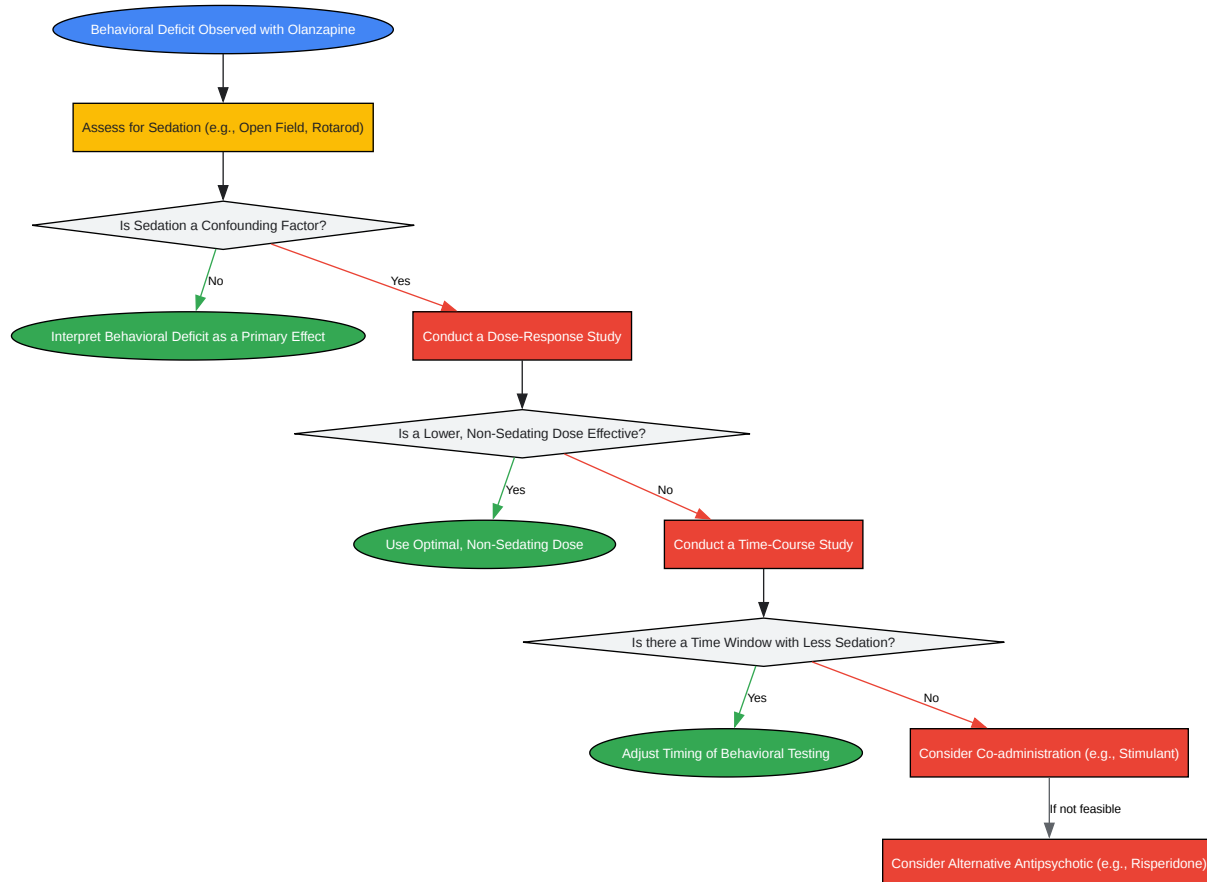 Behavioral Deficit Observed with Olanzapine
Assess for Sedation (e.g., Open Field, Rotarod)
Is Sedation a Confounding Factor?
No
Yes
Interpret Behavioral Deficit as a Primary Effect
Conduct a Dose-Response Study
Is a Lower, Non-Sedating Dose Effective?
Yes
No
Use Optimal, Non-Sedating Dose
Conduct a Time-Course Study
Is there a Time Window with Less Sedation?
Yes
No
Adjust Timing of Behavioral Testing
Consider Co-administration (e.g., Stimulant)
If not feasible
Consider Alternative Antipsychotic (e.g., Risperidone)